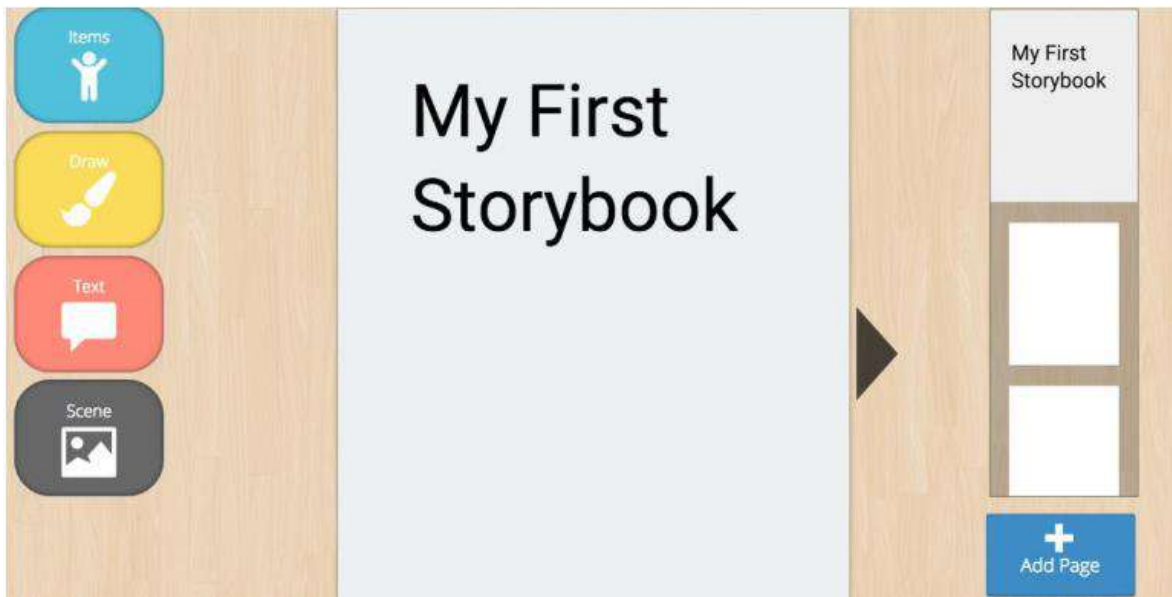 Items
Draw
Text
Scene
My First
Storybook
My First
Storybook
Add Page